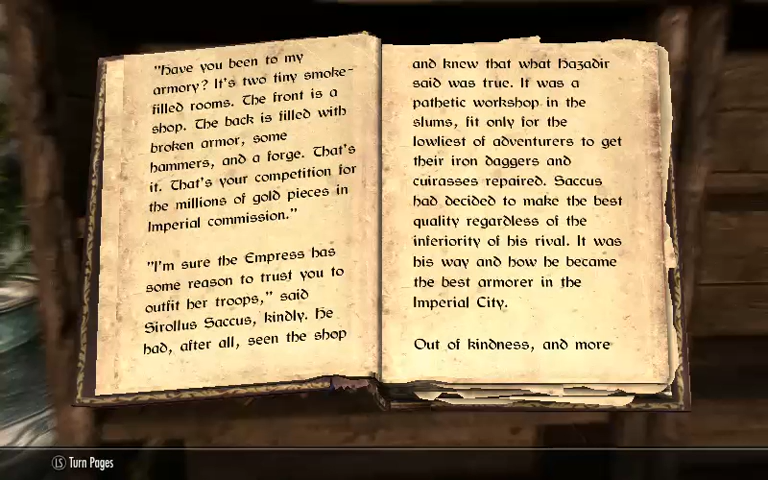 "Have you been to my
armory? It's two tiny smoke-
filled rooms. The front is a
shop. The back is filled with
broken armor, some
hammers, and a forge. That's
it. That's your competition for
the millions of gold pieces in
Imperial commission."
"I'm sure the Empress has
some reason to trust you to
outfit her troops," said
Sirollus Saccus, kindly. He
had, after all, seen the shop
and knew that what Hazadir
said was true. It was a
pathetic workshop in the
slums, fit only for the
lowliest of adventurers to get
their iron daggers and
cuirasses repaired. Saccus
had decided to make the best
quality regardless of the
inferiority of his rival. It was
his way and how he became
the best armorer in the
Imperial City.
Out of kindness, and more
LS Turn Pages